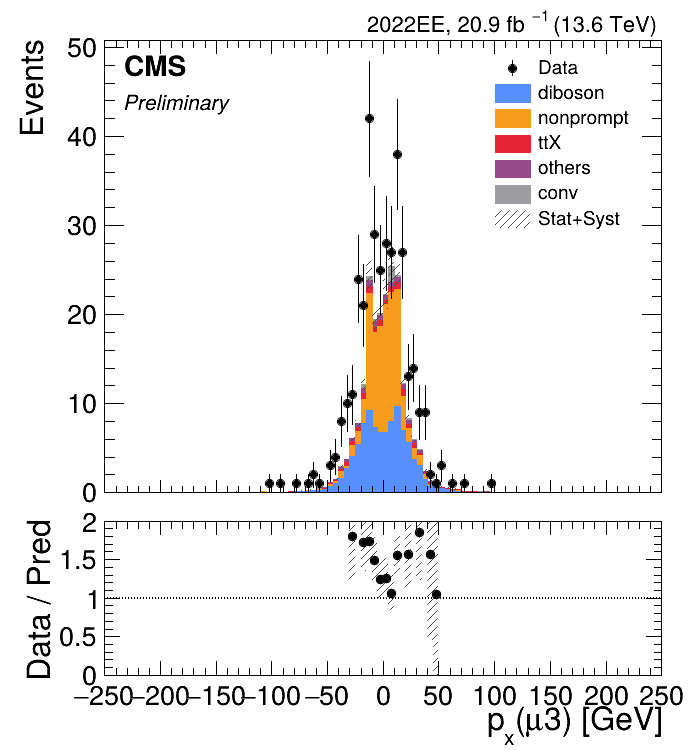 2022EE, 20.9 fb⁻¹ (13.6 TeV)
CMS
Preliminary
Events
50
40
30
20
10
0
Data
diboson
nonprompt
ttX
others
conv
Stat+Syst
Data / Pred
2
1.5
1
0.5
0
−250 −200 −150 −100 −50 0 50 100 150 200 250
pₓ(μ3) [GeV]